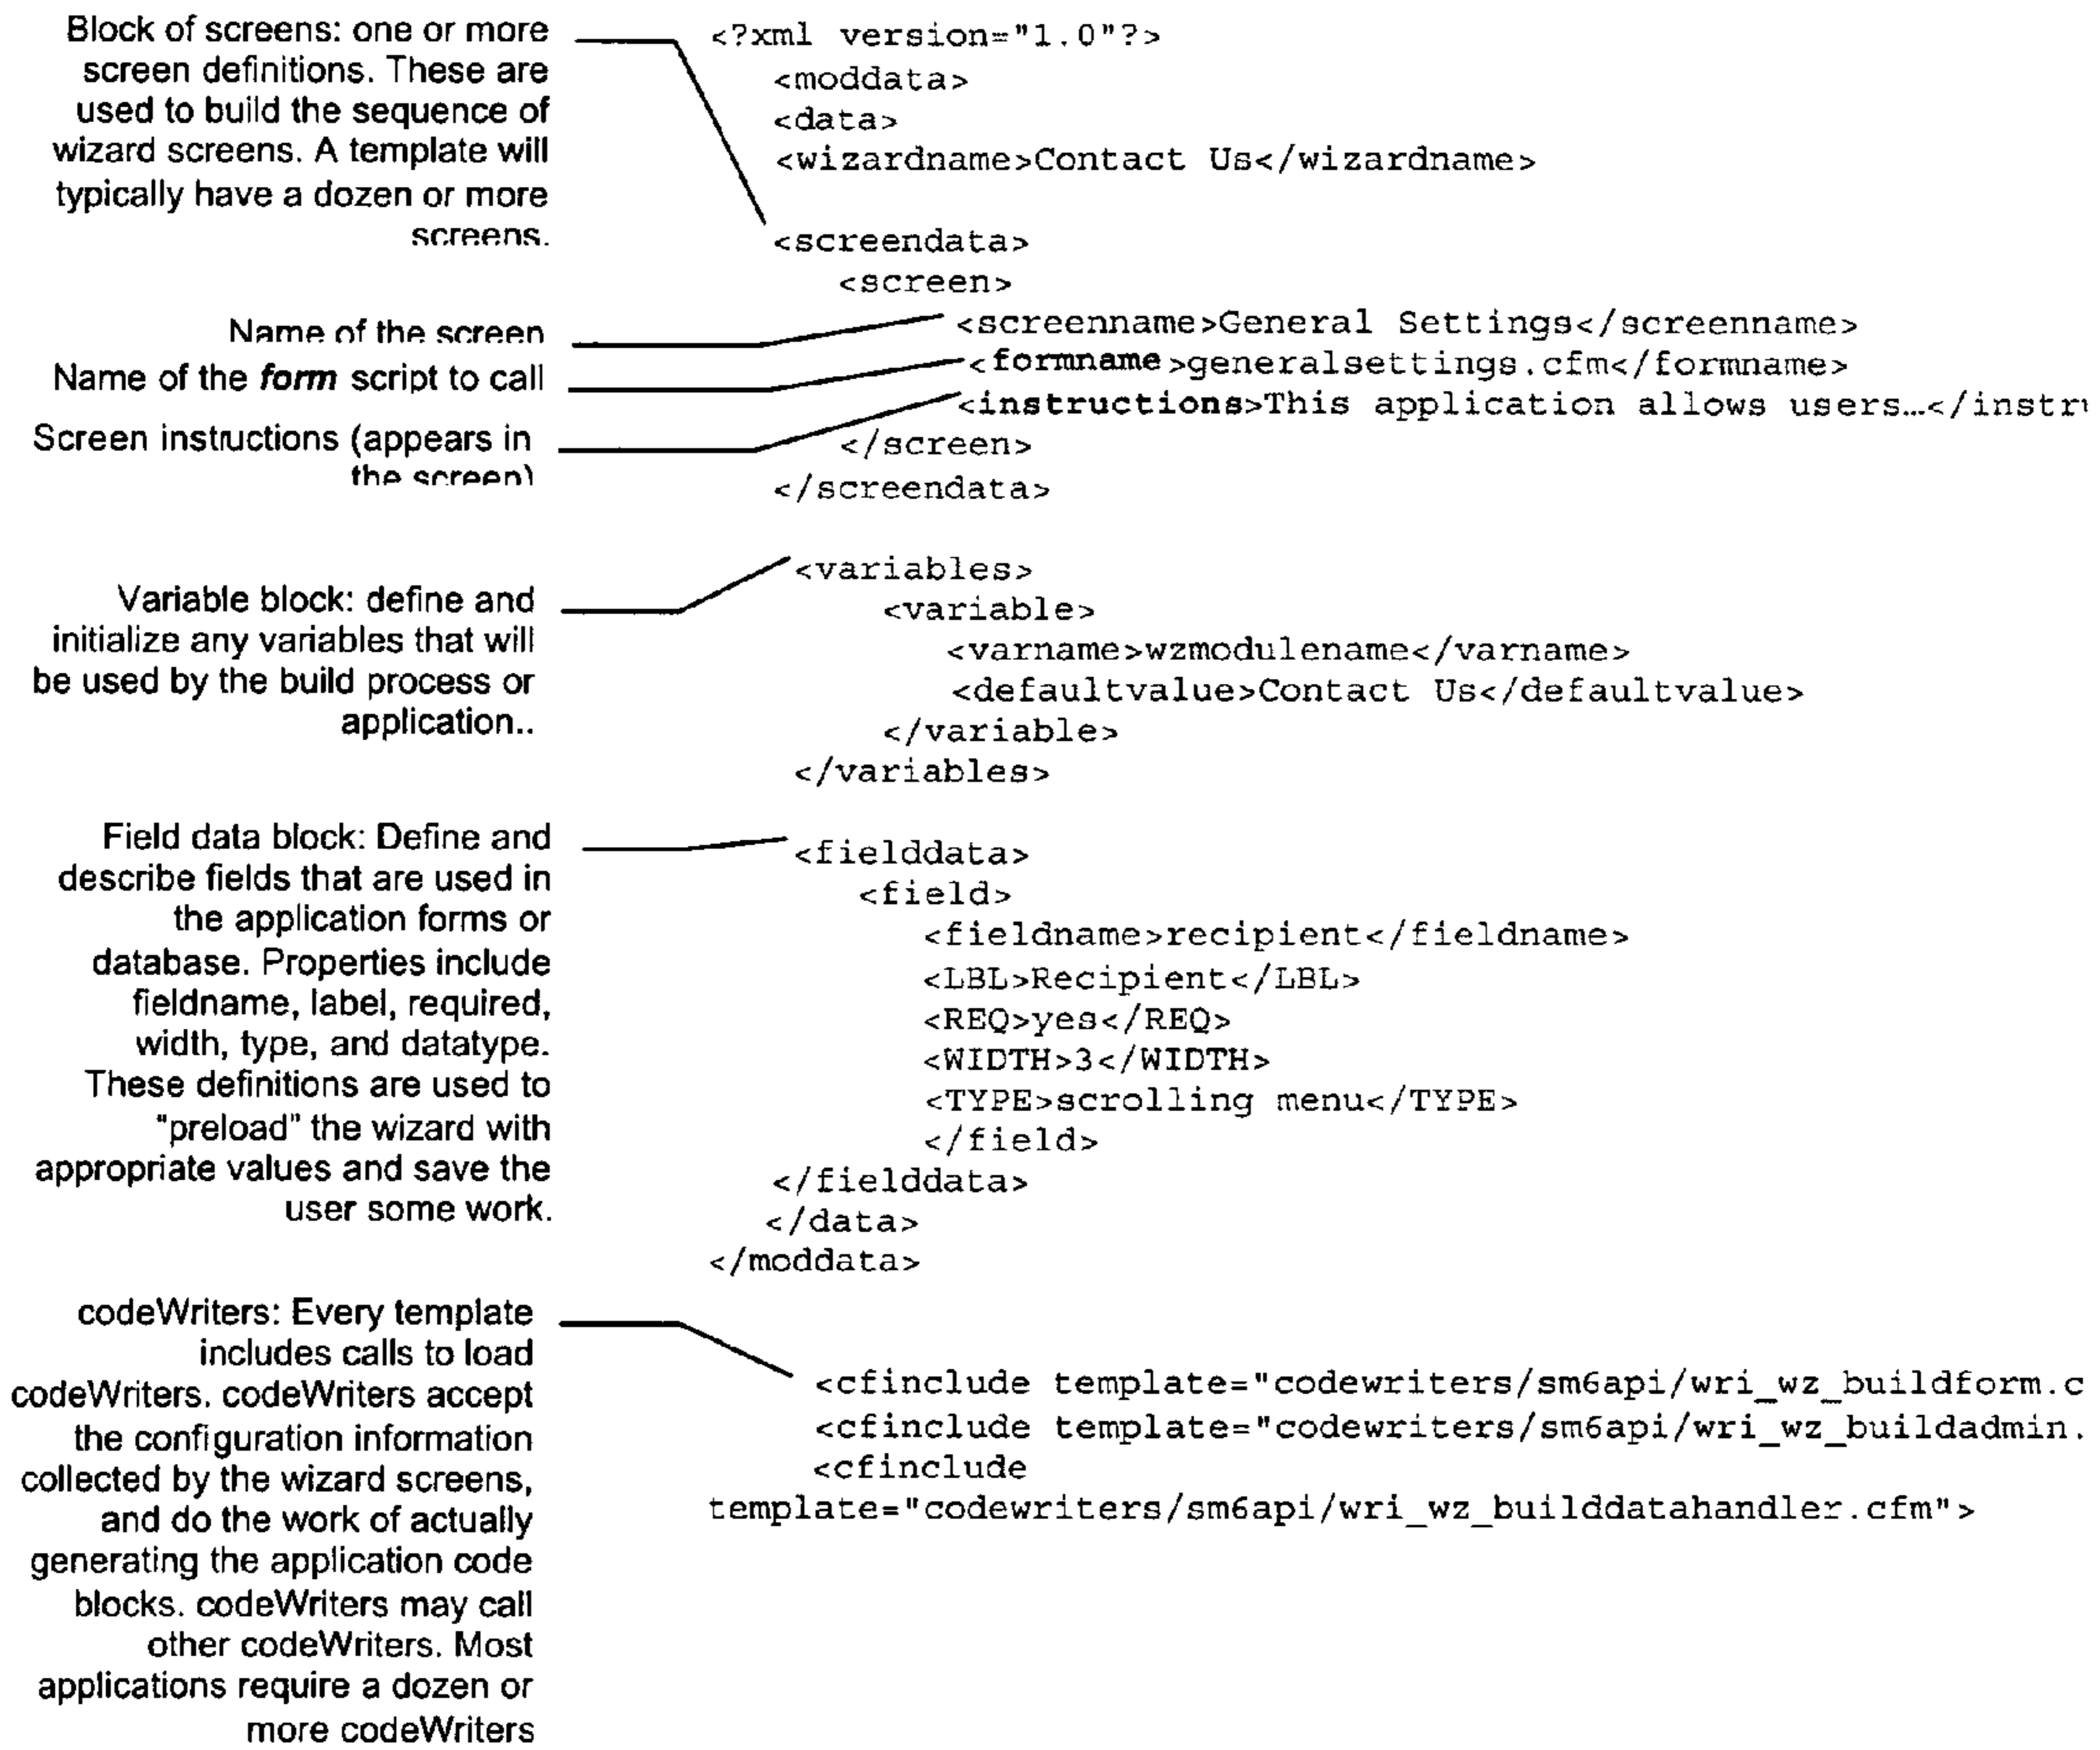 Block of screens: one or more
screen definitions. These are
used to build the sequence of
wizard screens. A template will
typically have a dozen or more
screens.
Name of the screen
Name of the form script to call
Screen instructions (appears in
the screen)
Variable block: define and
initialize any variables that will
be used by the build process or
application..
Field data block: Define and
describe fields that are used in
the application forms or
database. Properties include
fieldname, label, required,
width, type, and datatype.
These definitions are used to
"preload" the wizard with
appropriate values and save the
user some work.
codeWriters: Every template
includes calls to load
codeWriters. codeWriters accept
the configuration information
collected by the wizard screens,
and do the work of actually
generating the application code
blocks. codeWriters may call
other codeWriters. Most
applications require a dozen or
more codeWriters
<?xml version="1.0"?>
<moddata>
<data>
<wizardname>Contact Us</wizardname>
<screendata>
<screen>
<screenname>General Settings</screenname>
<formname>generalsettings.cfm</formname>
<instructions>This application allows users…</instr
</screen>
</screendata>
<variables>
<variable>
<varname>wzmodulename</varname>
<defaultvalue>Contact Us</defaultvalue>
</variable>
</variables>
<fielddata>
<field>
<fieldname>recipient</fieldname>
<LBL>Recipient</LBL>
<REQ>yes</REQ>
<WIDTH>3</WIDTH>
<TYPE>scrolling menu</TYPE>
</field>
</fielddata>
</data>
</moddata>
<cfinclude template="codewriters/sm6api/wri_wz_buildform.c
<cfinclude template="codewriters/sm6api/wri_wz_buildadmin.
<cfinclude
template="codewriters/sm6api/wri_wz_builddatahandler.cfm">